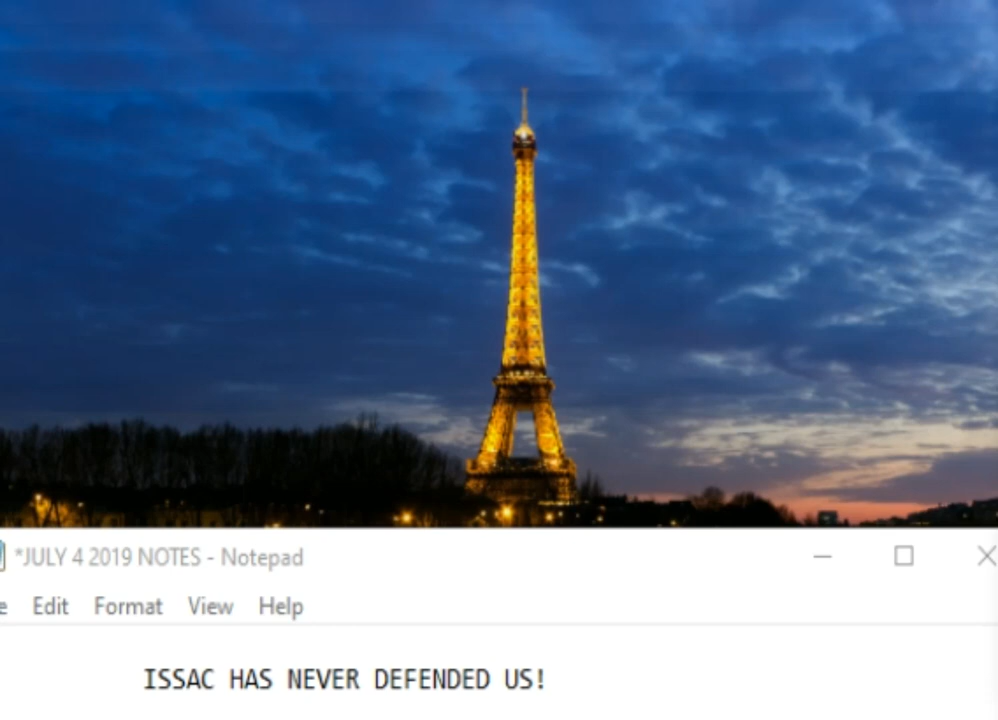 *JULY 4 2019 NOTES - Notepad
Edit Format View Help
ISSAC HAS NEVER DEFENDED US!